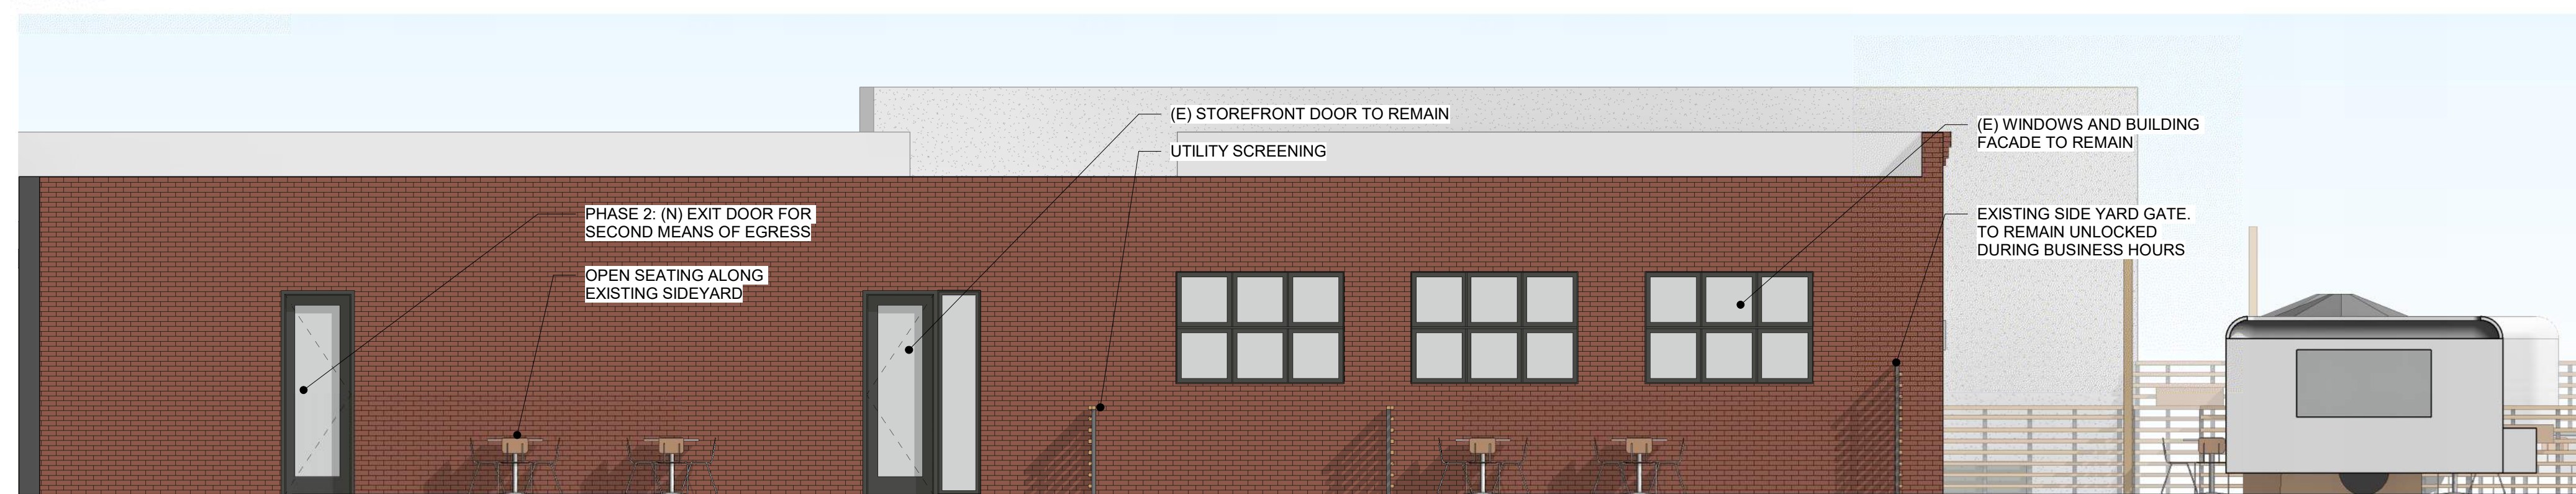 PHASE 2: (N) EXIT DOOR FOR
SECOND MEANS OF EGRESS
OPEN SEATING ALONG
EXISTING SIDEYARD
(E) STOREFRONT DOOR TO REMAIN
UTILITY SCREENING
(E) WINDOWS AND BUILDING
FACADE TO REMAIN
EXISTING SIDE YARD GATE.
TO REMAIN UNLOCKED
DURING BUSINESS HOURS